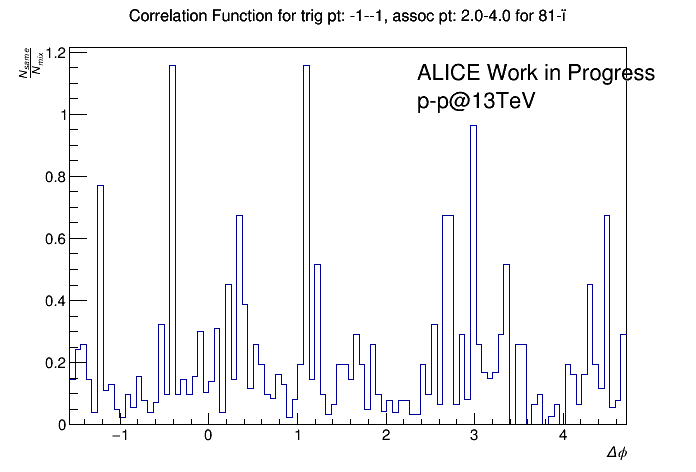 Correlation Function for trig pt: -1--1, assoc pt: 2.0-4.0 for 81-ï
N_same
N_mix
ALICE Work in Progress
p-p@13TeV
1.2
1
0.8
0.6
0.4
0.2
0
−1 0 1 2 3 4
Δϕ